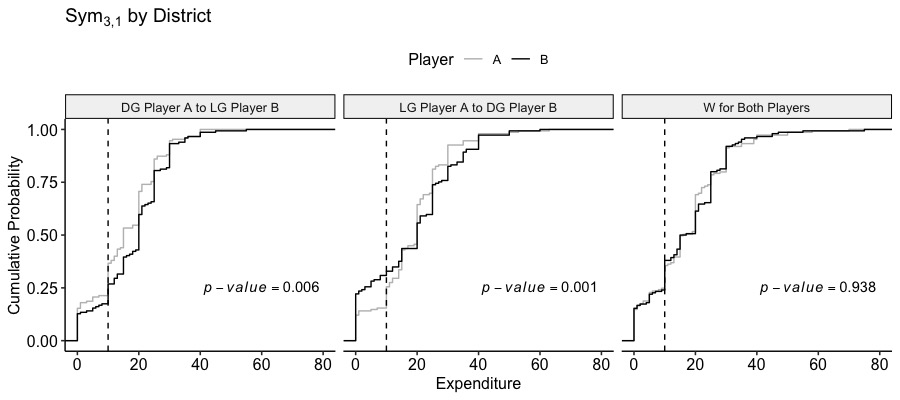 Sym3,1 by District
Player A B
DG Player A to LG Player B
LG Player A to DG Player B
W for Both Players
Cumulative Probability
1.00
0.75
0.50
0.25
0.00
p − value = 0.006
p − value = 0.001
p − value = 0.938
0 20 40 60 80
0 20 40 60 80
0 20 40 60 80
Expenditure